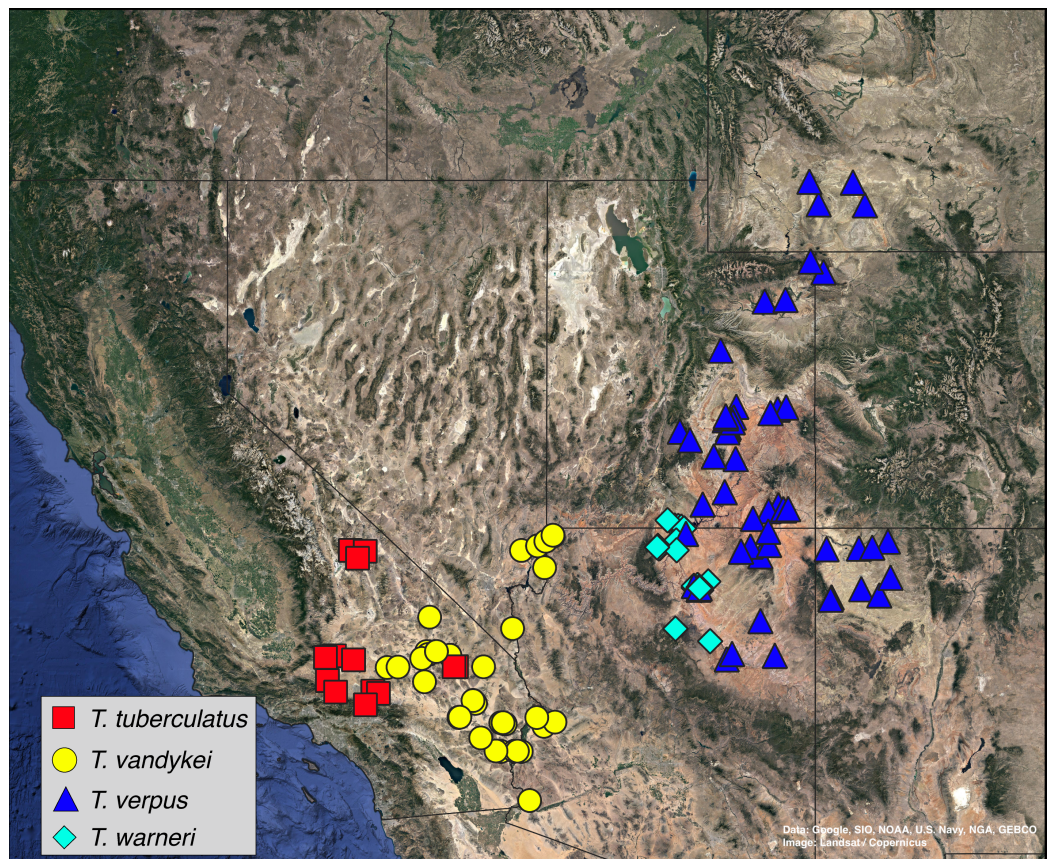 T. tuberculatus
T. vandykei
T. verpus
T. warneri
Data: Google, SIO, NOAA, U.S. Navy, NGA, GEBCO
Image: Landsat / Copernicus